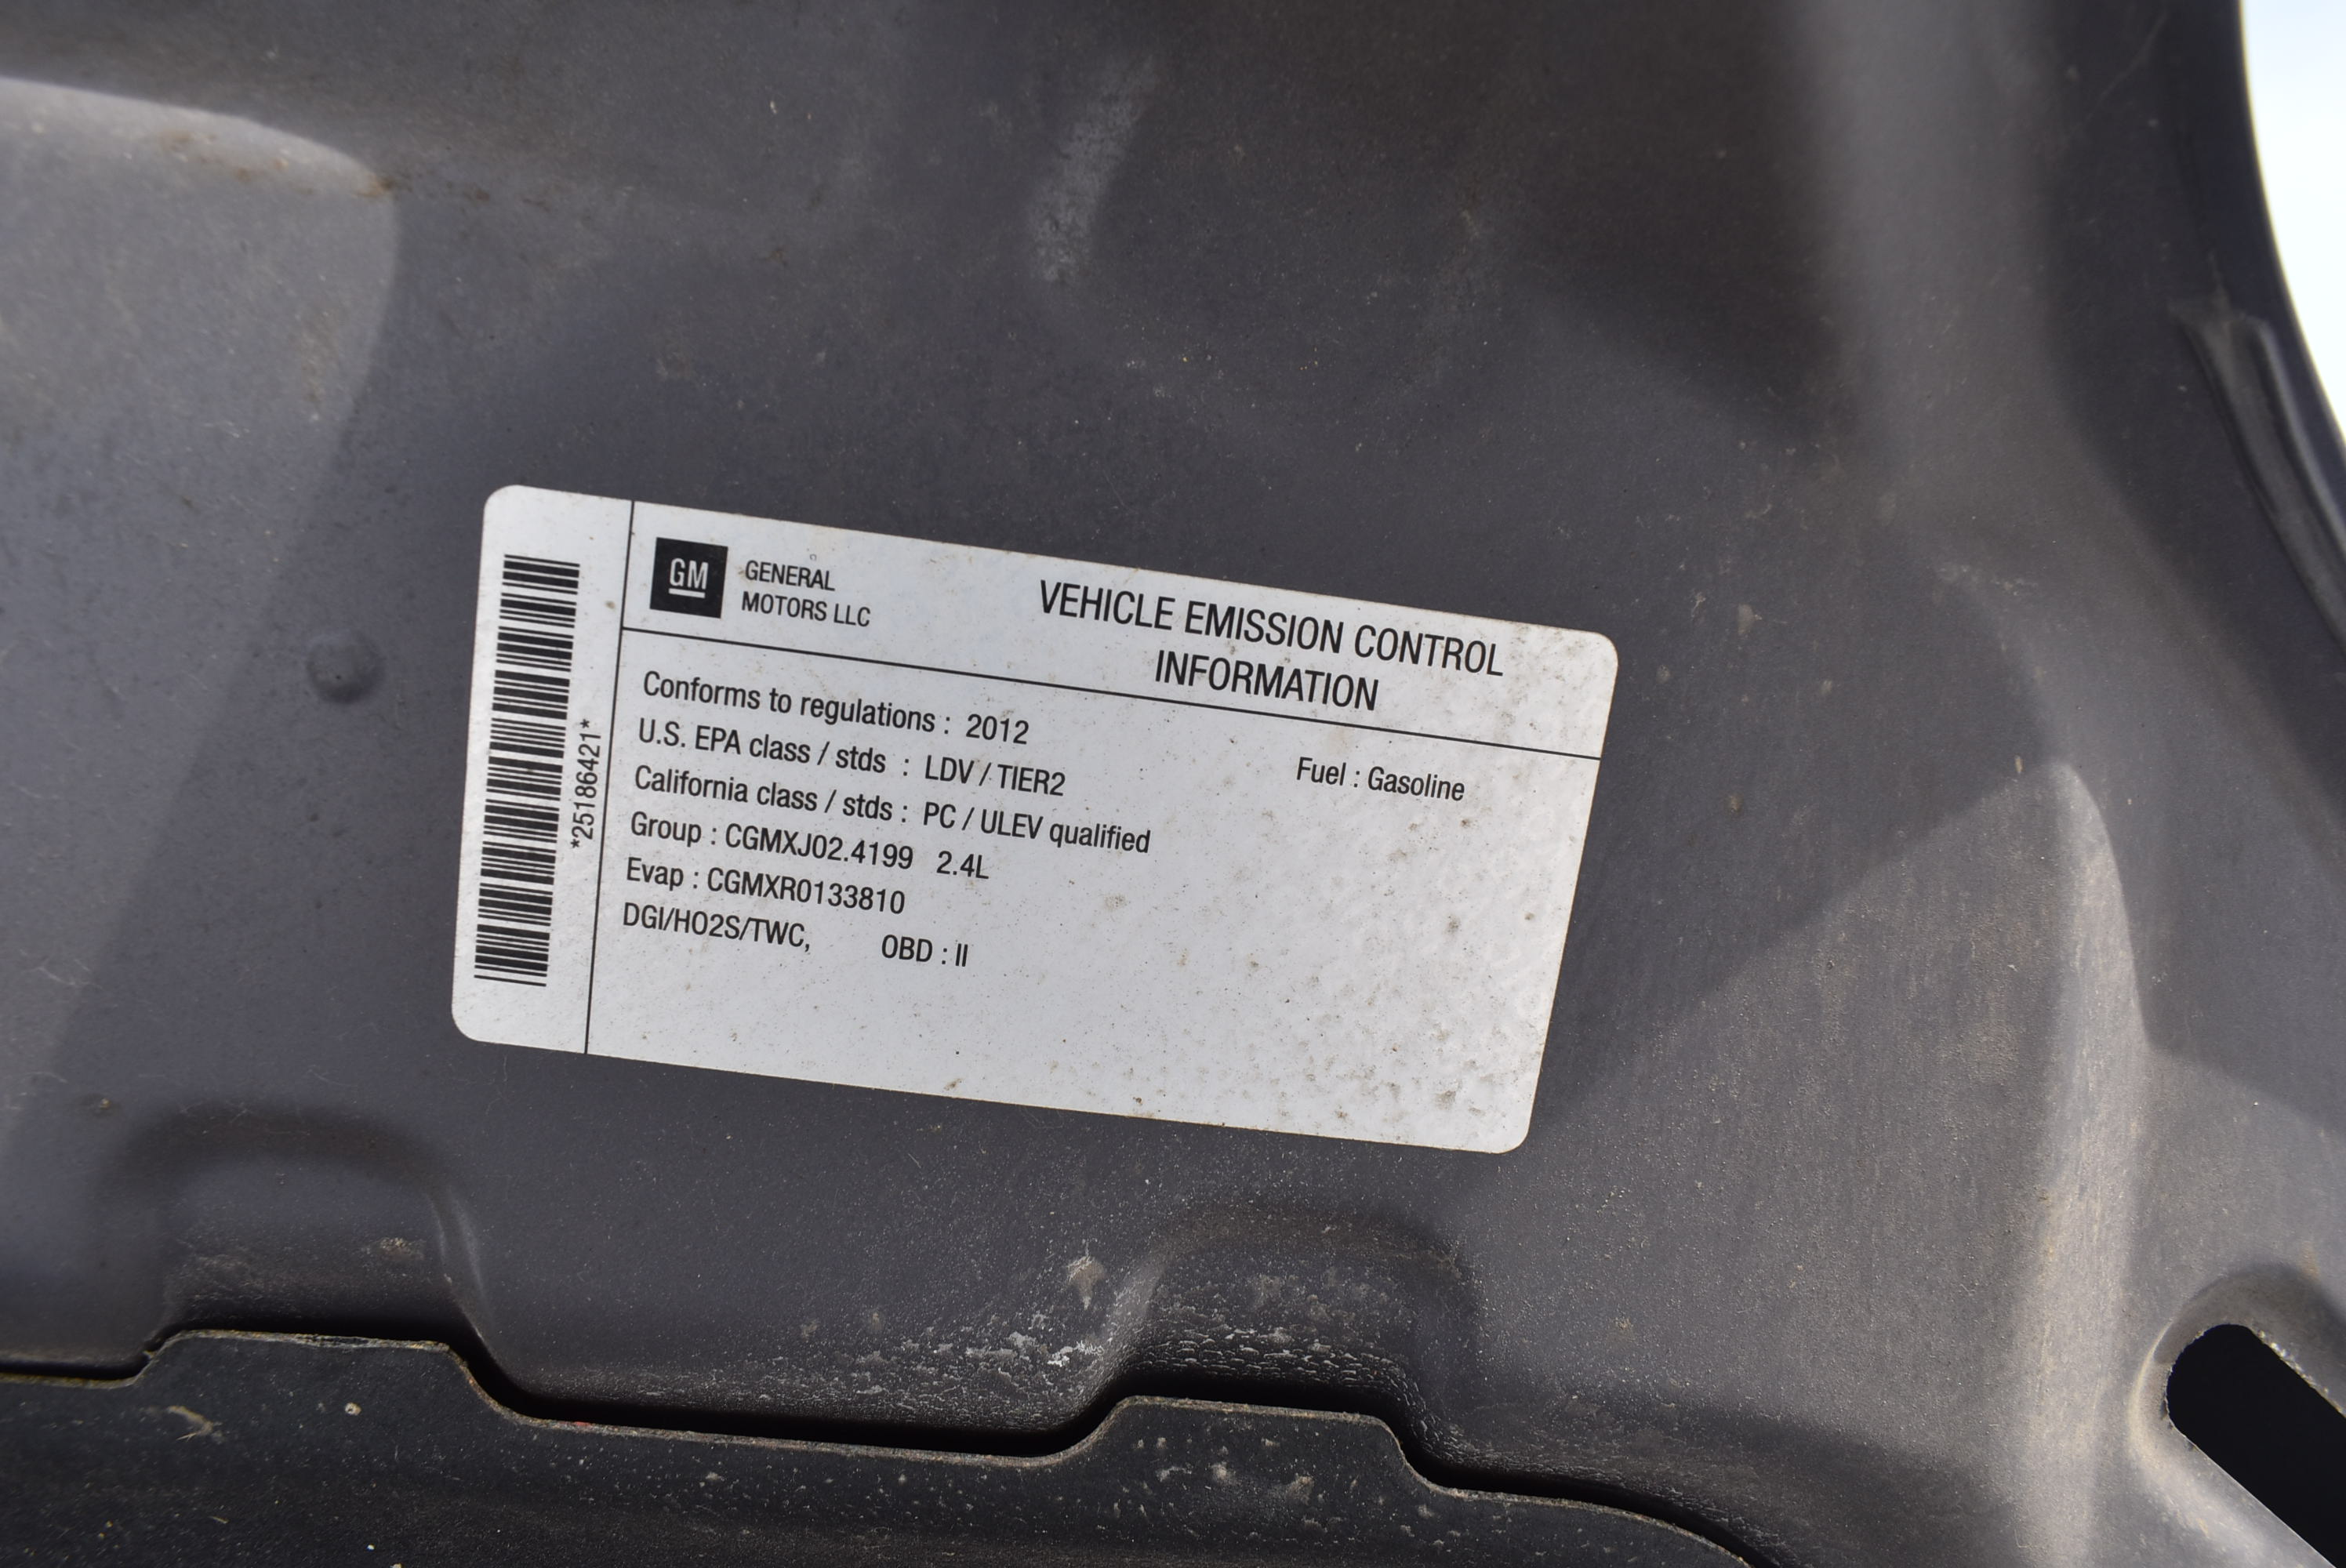 GM
GENERAL
MOTORS LLC
VEHICLE EMISSION CONTROL
INFORMATION
Conforms to regulations : 2012
Fuel : Gasoline
U.S. EPA class / stds : LDV / TIER2
California class / stds : PC / ULEV qualified
Group : CGMXJ02.4199 2.4L
Evap : CGMXR0133810
DGI/HO2S/TWC, OBD : II
*25186421*